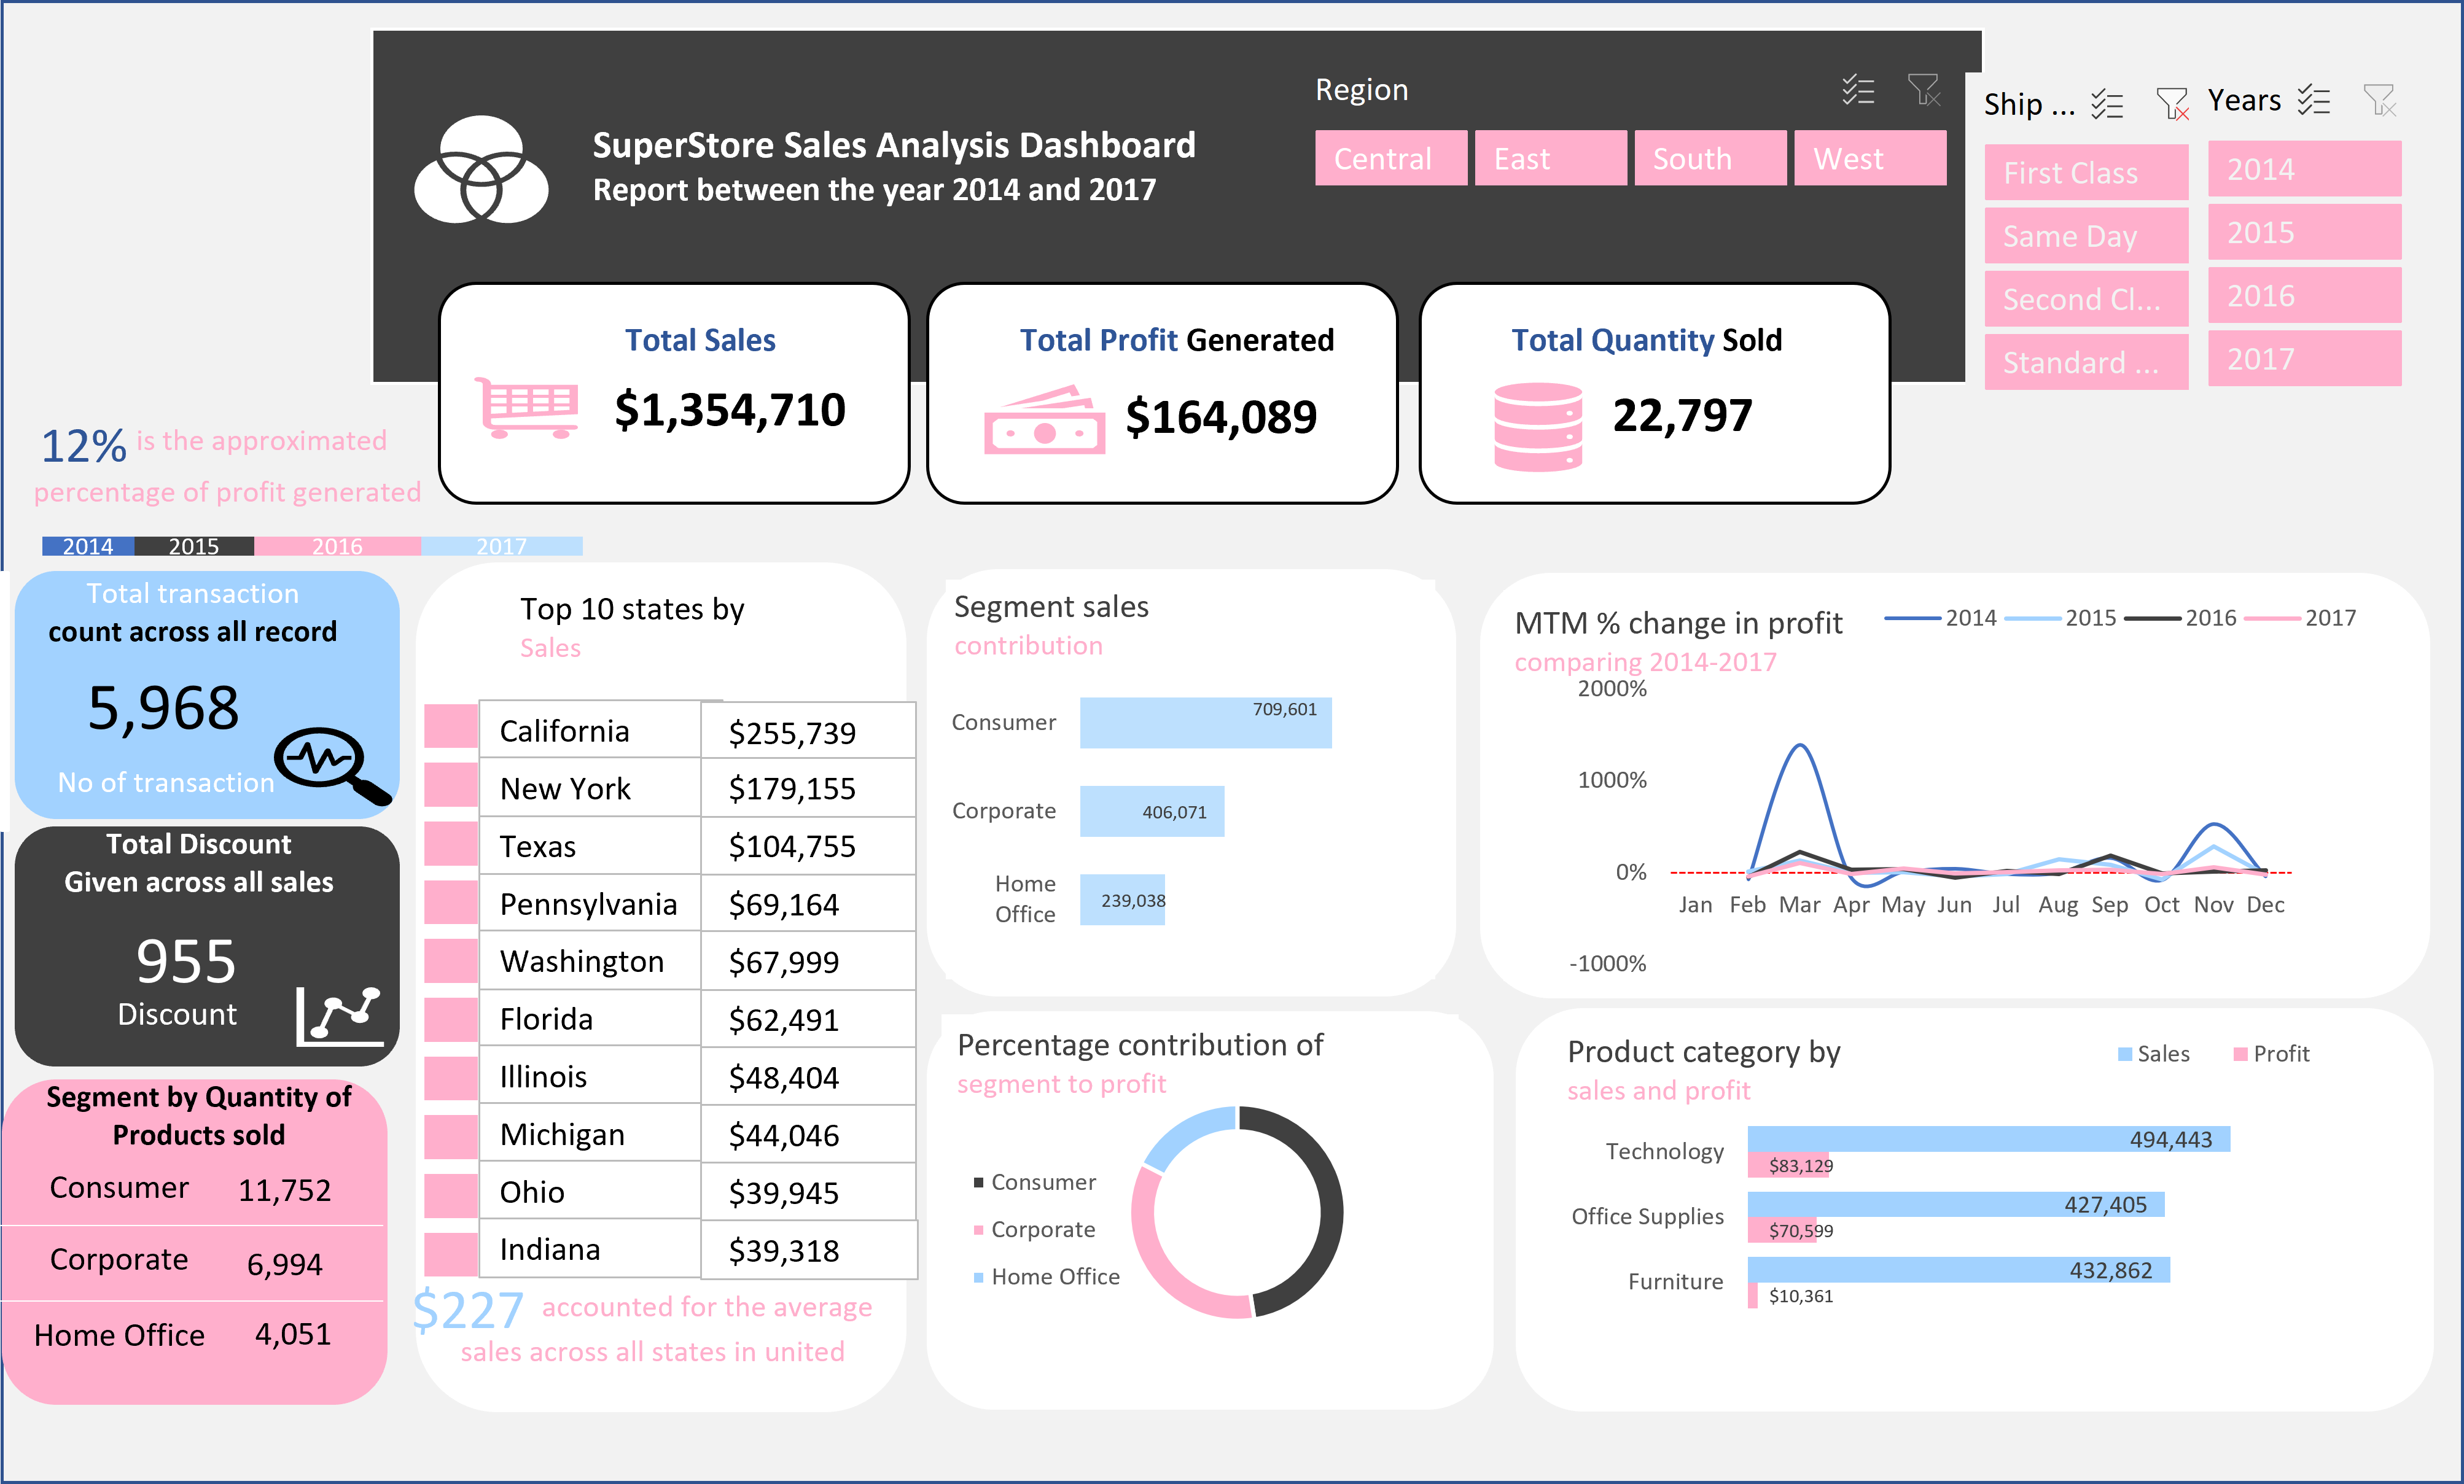 SuperStore Sales Analysis Dashboard
Report between the year 2014 and 2017
Region
Central East South West
Ship ...
First Class
Same Day
Second Cl...
Standard ...
Years
2014
2015
2016
2017
Total Sales
$1,354,710
Total Profit Generated
$164,089
Total Quantity Sold
22,797
12% is the approximated
percentage of profit generated
2014 2015 2016 2017
Total transaction
count across all record
5,968
No of transaction
Total Discount
Given across all sales
955
Discount
Segment by Quantity of
Products sold
Consumer 11,752
Corporate 6,994
Home Office 4,051
Top 10 states by
Sales
California $255,739
New York $179,155
Texas $104,755
Pennsylvania $69,164
Washington $67,999
Florida $62,491
Illinois $48,404
Michigan $44,046
Ohio $39,945
Indiana $39,318
$227 accounted for the average
sales across all states in united
Segment sales
contribution
Consumer 709,601
Corporate 406,071
Home
Office
239,038
MTM % change in profit
comparing 2014-2017
2014 2015 2016 2017
2000%
1000%
0%
Jan Feb Mar Apr May Jun Jul Aug Sep Oct Nov Dec
-1000%
Percentage contribution of
segment to profit
Consumer
Corporate
Home Office
Product category by
sales and profit
Sales Profit
Technology 494,443
$83,129
Office Supplies 427,405
$70,599
Furniture 432,862
$10,361